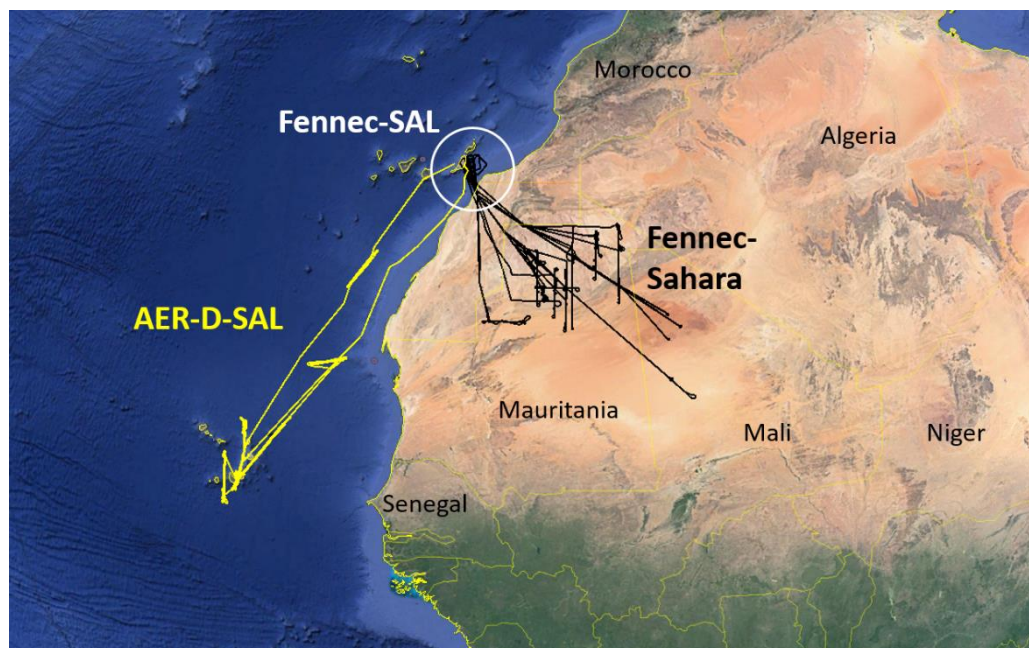 Morocco
Fennec-SAL
Algeria
Fennec-
Sahara
AER-D-SAL
Mauritania
Mali
Niger
Senegal